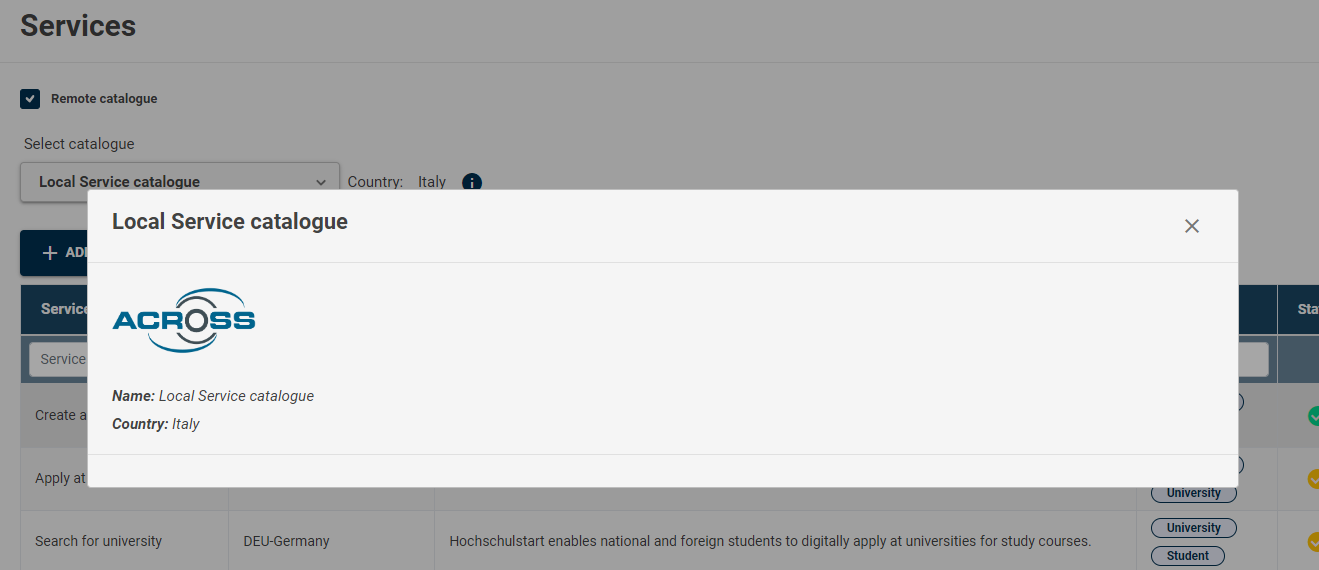 Services
Remote catalogue
Select catalogue
Local Service catalogue
Country: Italy
Local Service catalogue
ACROSS
Name: Local Service catalogue
Country: Italy
Service
Service
Create a
Apply at
University
Search for university DEU-Germany Hochschulstart enables national and foreign students to digitally apply at universities for study courses. University
Student